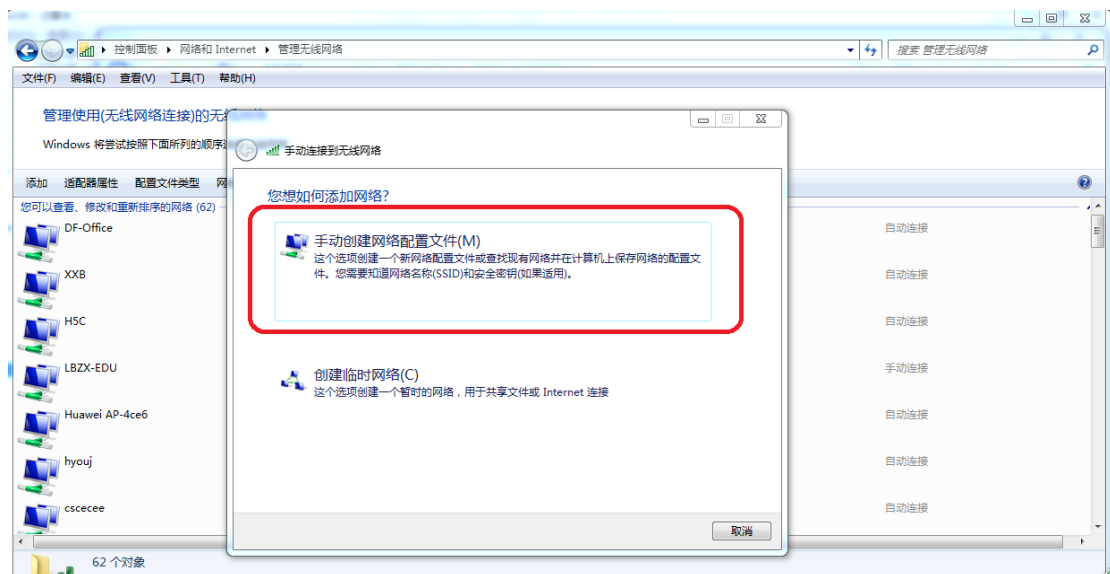 控制面板 ▸ 网络和 Internet ▸ 管理无线网络
搜索 管理无线网络
文件(F) 编辑(E) 查看(V) 工具(T) 帮助(H)
管理使用(无线网络连接)的无
Windows 将尝试按照下面所列的顺序
添加 适配器属性 配置文件类型 网
您可以查看、修改和重新排序的网络 (62)
DF-Office 自动连接
XXB 自动连接
H5C 自动连接
LBZX-EDU 手动连接
Huawei AP-4ce6 自动连接
hyouj 自动连接
cscecee 自动连接
62 个对象
手动连接到无线网络
您想如何添加网络?
手动创建网络配置文件(M)
这个选项创建一个新网络配置文件或查找现有网络并在计算机上保存网络的配置文
件。您需要知道网络名称(SSID)和安全密钥(如果适用)。
创建临时网络(C)
这个选项创建一个暂时的网络，用于共享文件或 Internet 连接
取消